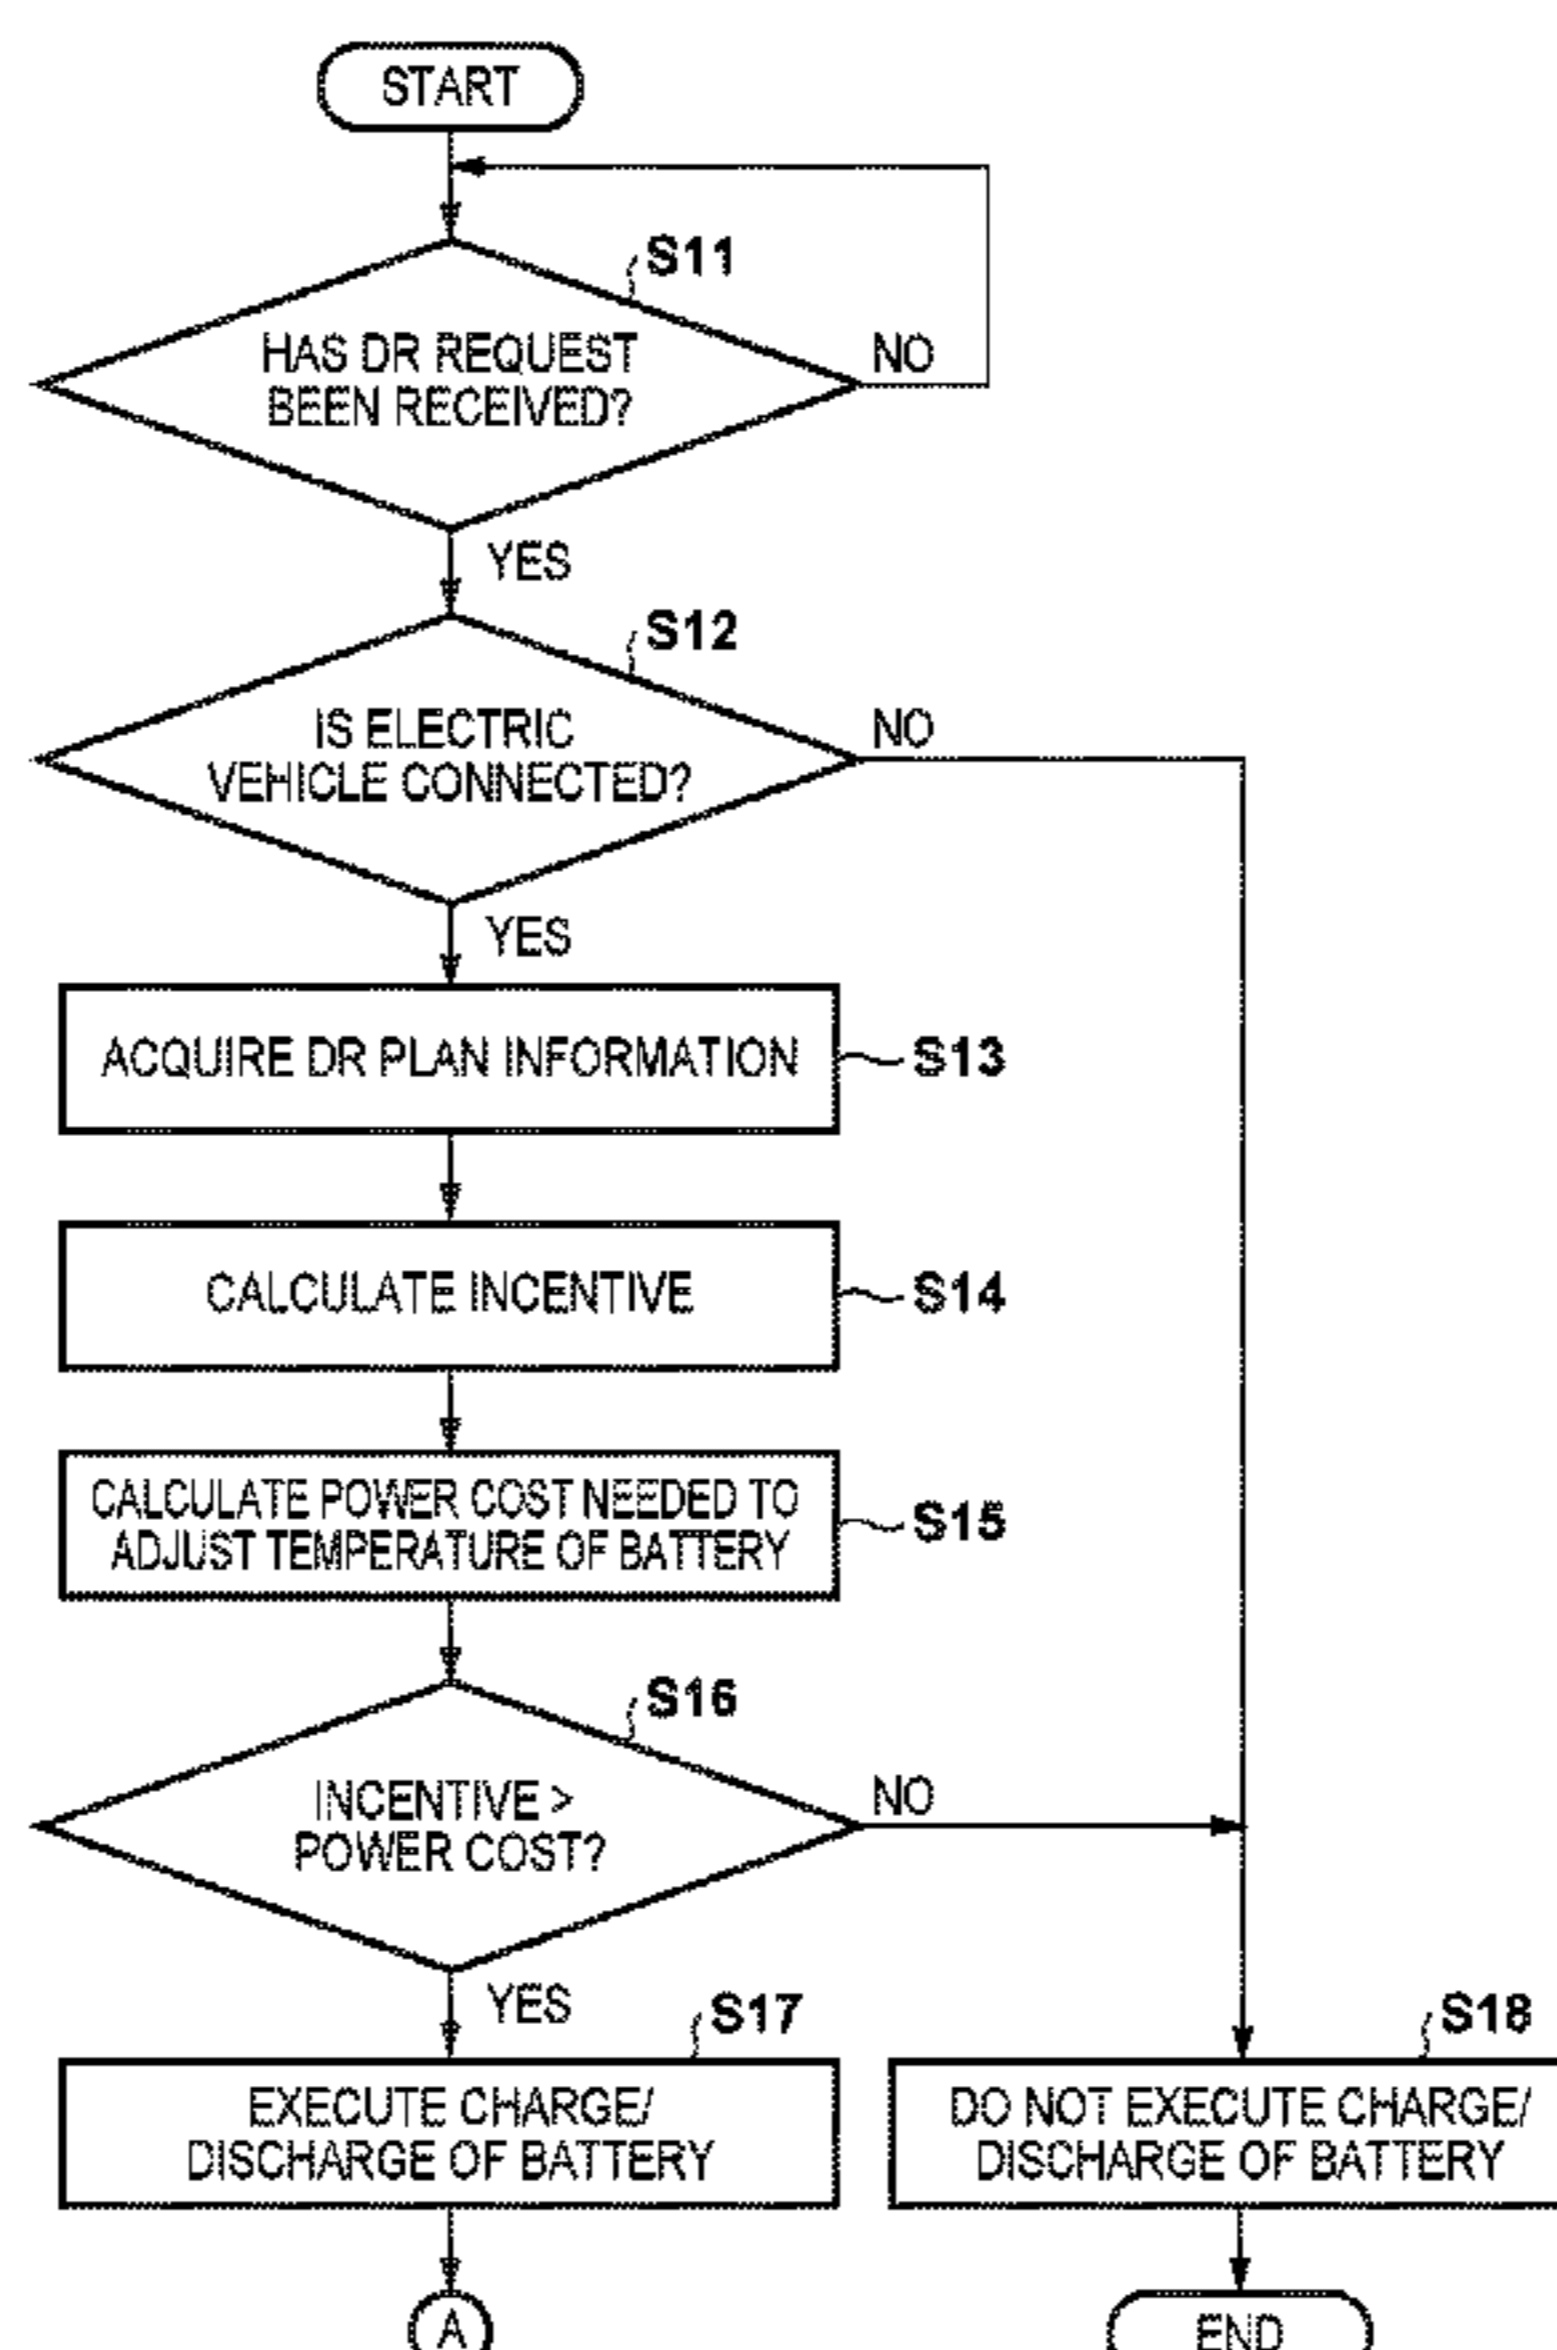 START
S11
HAS DR REQUEST
BEEN RECEIVED?
NO
YES
S12
IS ELECTRIC
VEHICLE CONNECTED?
NO
YES
ACQUIRE DR PLAN INFORMATION
S13
CALCULATE INCENTIVE
S14
CALCULATE POWER COST NEEDED TO
ADJUST TEMPERATURE OF BATTERY
S15
S16
INCENTIVE >
POWER COST?
NO
YES
S17
EXECUTE CHARGE/
DISCHARGE OF BATTERY
S18
DO NOT EXECUTE CHARGE/
DISCHARGE OF BATTERY
A
END